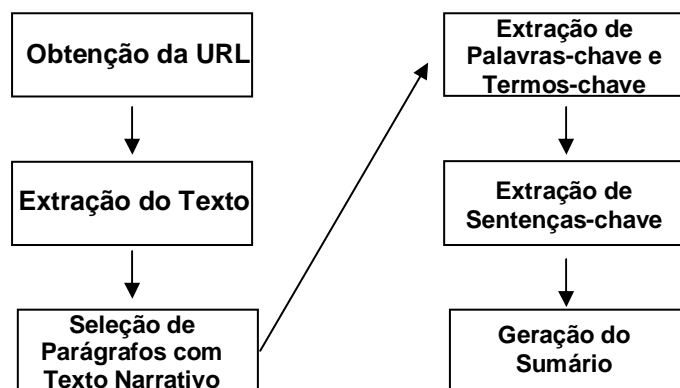 Obtenção da URL
Extração do Texto
Seleção de
Parágrafos com
Texto Narrativo
Extração de
Palavras-chave e
Termos-chave
Extração de
Sentenças-chave
Geração do
Sumário